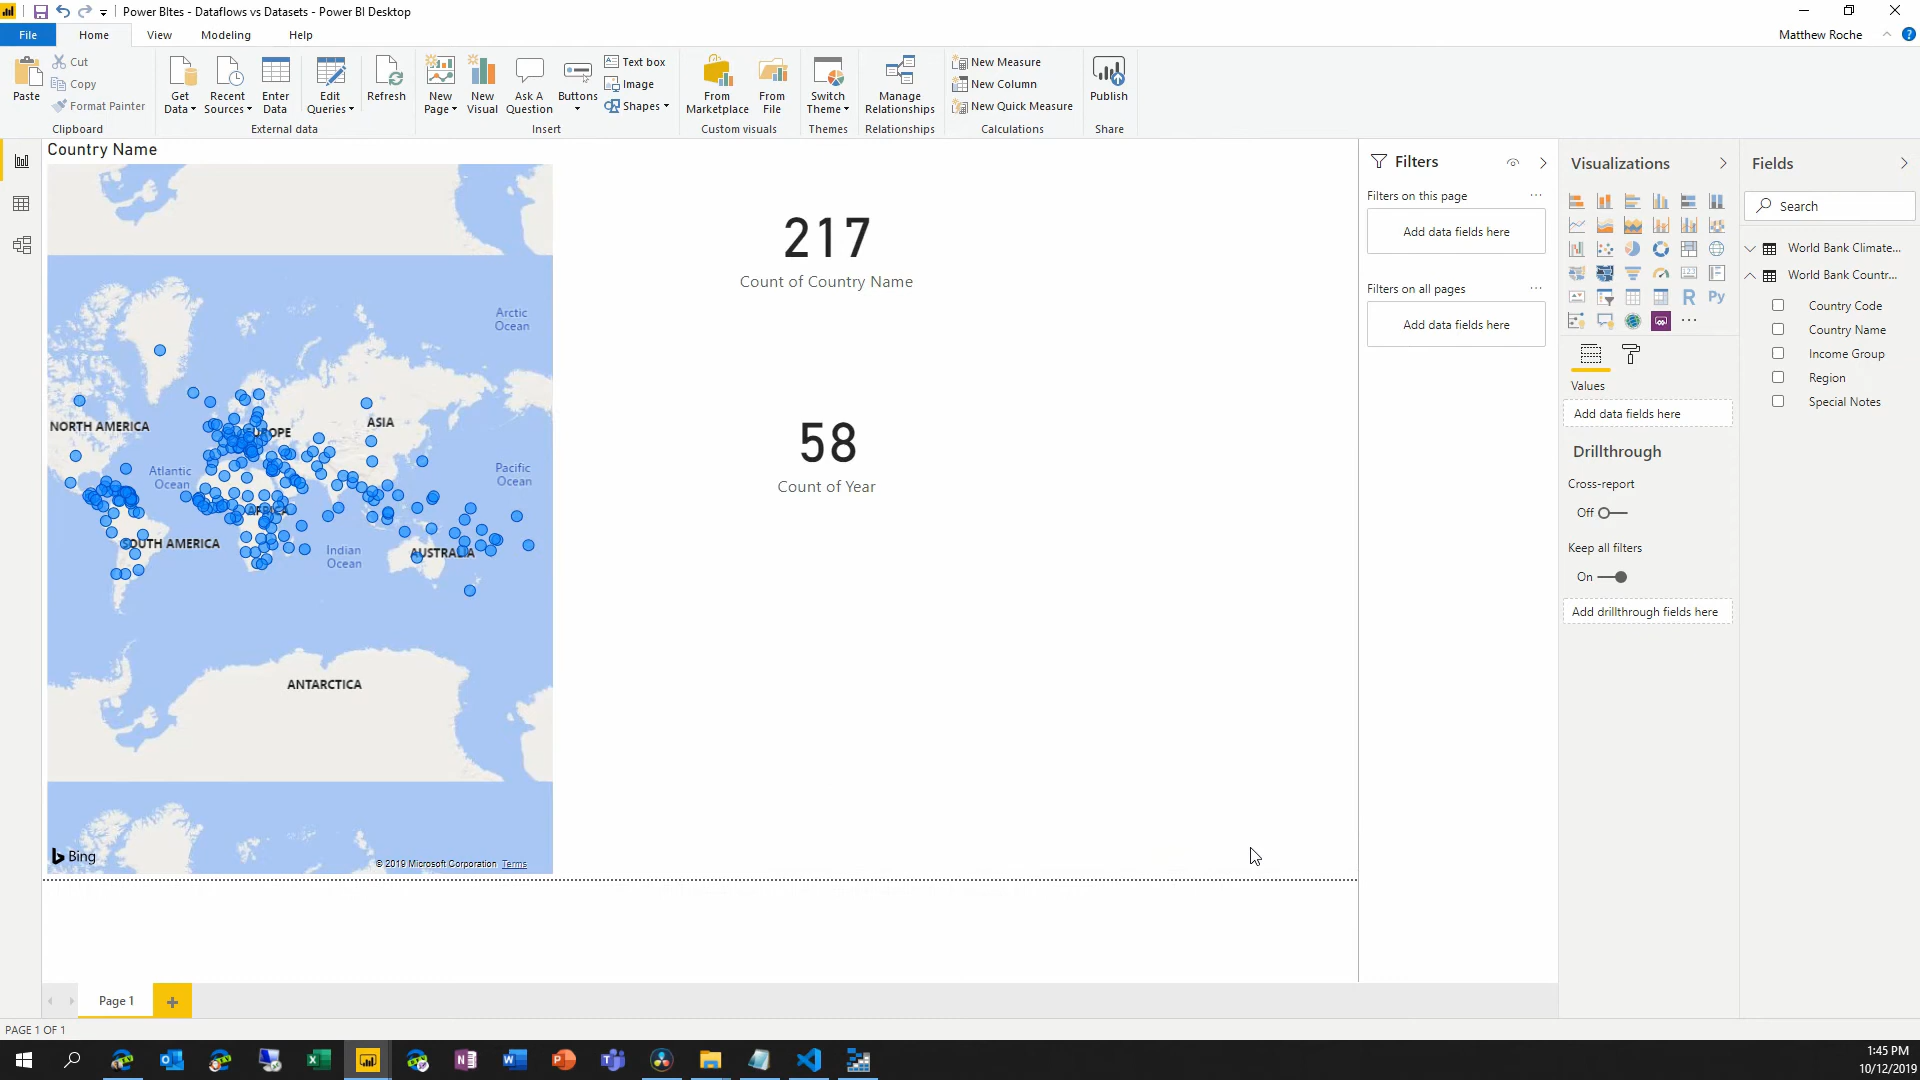 Power BItes - Dataflows vs Datasets - Power BI Desktop
File Home View Modeling Help
Matthew Roche
Paste
Cut
Copy
Format Painter
Clipboard
Get Data
Recent Sources
Enter Data
Edit Queries
External data
Refresh
New Page
New Visual
Ask A Question
Buttons
Text box
Image
Shapes
Insert
From Marketplace
From File
Custom visuals
Switch Theme
Themes
Manage Relationships
Relationships
New Measure
New Column
New Quick Measure
Calculations
Publish
Share
Country Name
Arctic
Ocean
NORTH AMERICA
EUROPE
ASIA
Atlantic
Ocean
Pacific
Ocean
AFRICA
SOUTH AMERICA
Indian
Ocean
AUSTRALIA
ANTARCTICA
Bing
© 2019 Microsoft Corporation Terms
217
Count of Country Name
58
Count of Year
Filters
Filters on this page
Add data fields here
Filters on all pages
Add data fields here
Visualizations
R Py
Values
Add data fields here
Drillthrough
Cross-report
Off
Keep all filters
On
Add drillthrough fields here
Fields
Search
World Bank Climate...
World Bank Countr...
Country Code
Country Name
Income Group
Region
Special Notes
Page 1
PAGE 1 OF 1
1:45 PM
10/12/2019